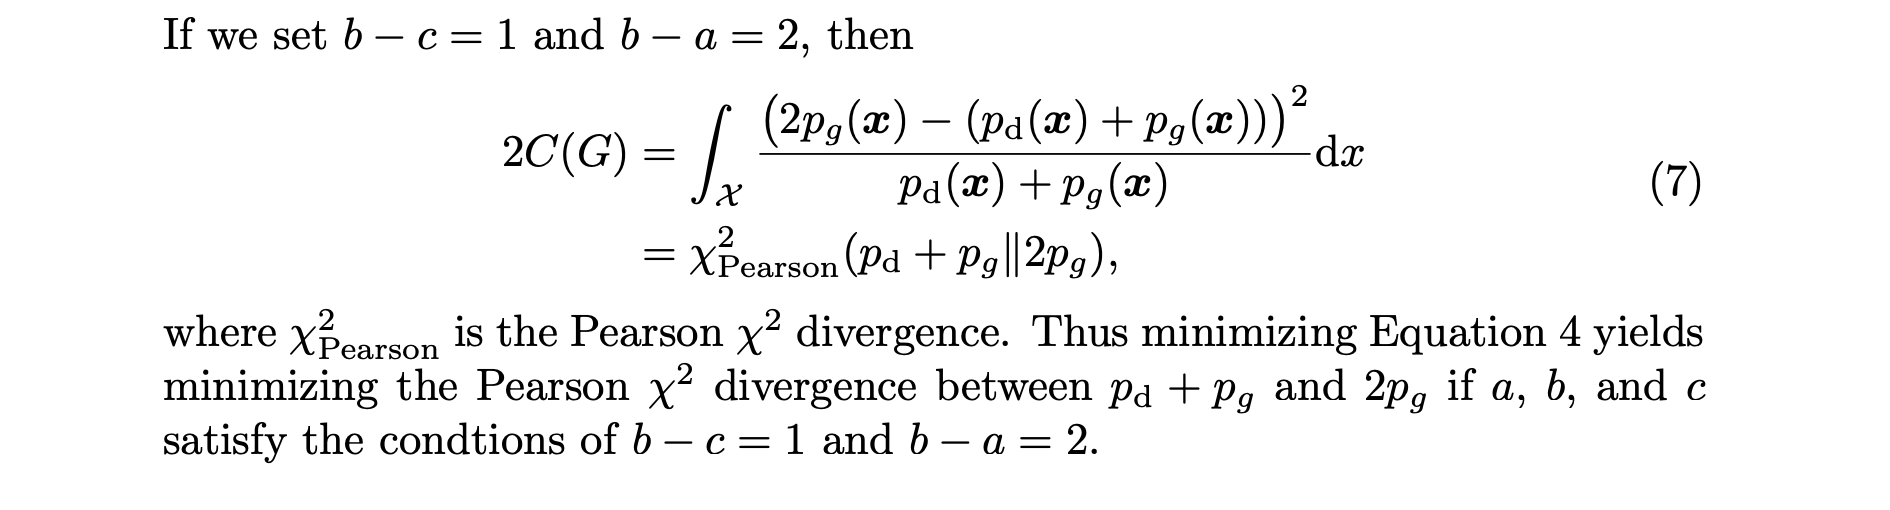 If we set b − c = 1 and b − a = 2, then
2C(G) = ∫_𝒳 (2p_g(𝒙) − (p_d(𝒙) + p_g(𝒙)))² / (p_d(𝒙) + p_g(𝒙)) dx (7)
= χ²_Pearson(p_d + p_g‖2p_g),
where χ²_Pearson is the Pearson χ² divergence. Thus minimizing Equation 4 yields
minimizing the Pearson χ² divergence between p_d + p_g and 2p_g if a, b, and c
satisfy the condtions of b − c = 1 and b − a = 2.